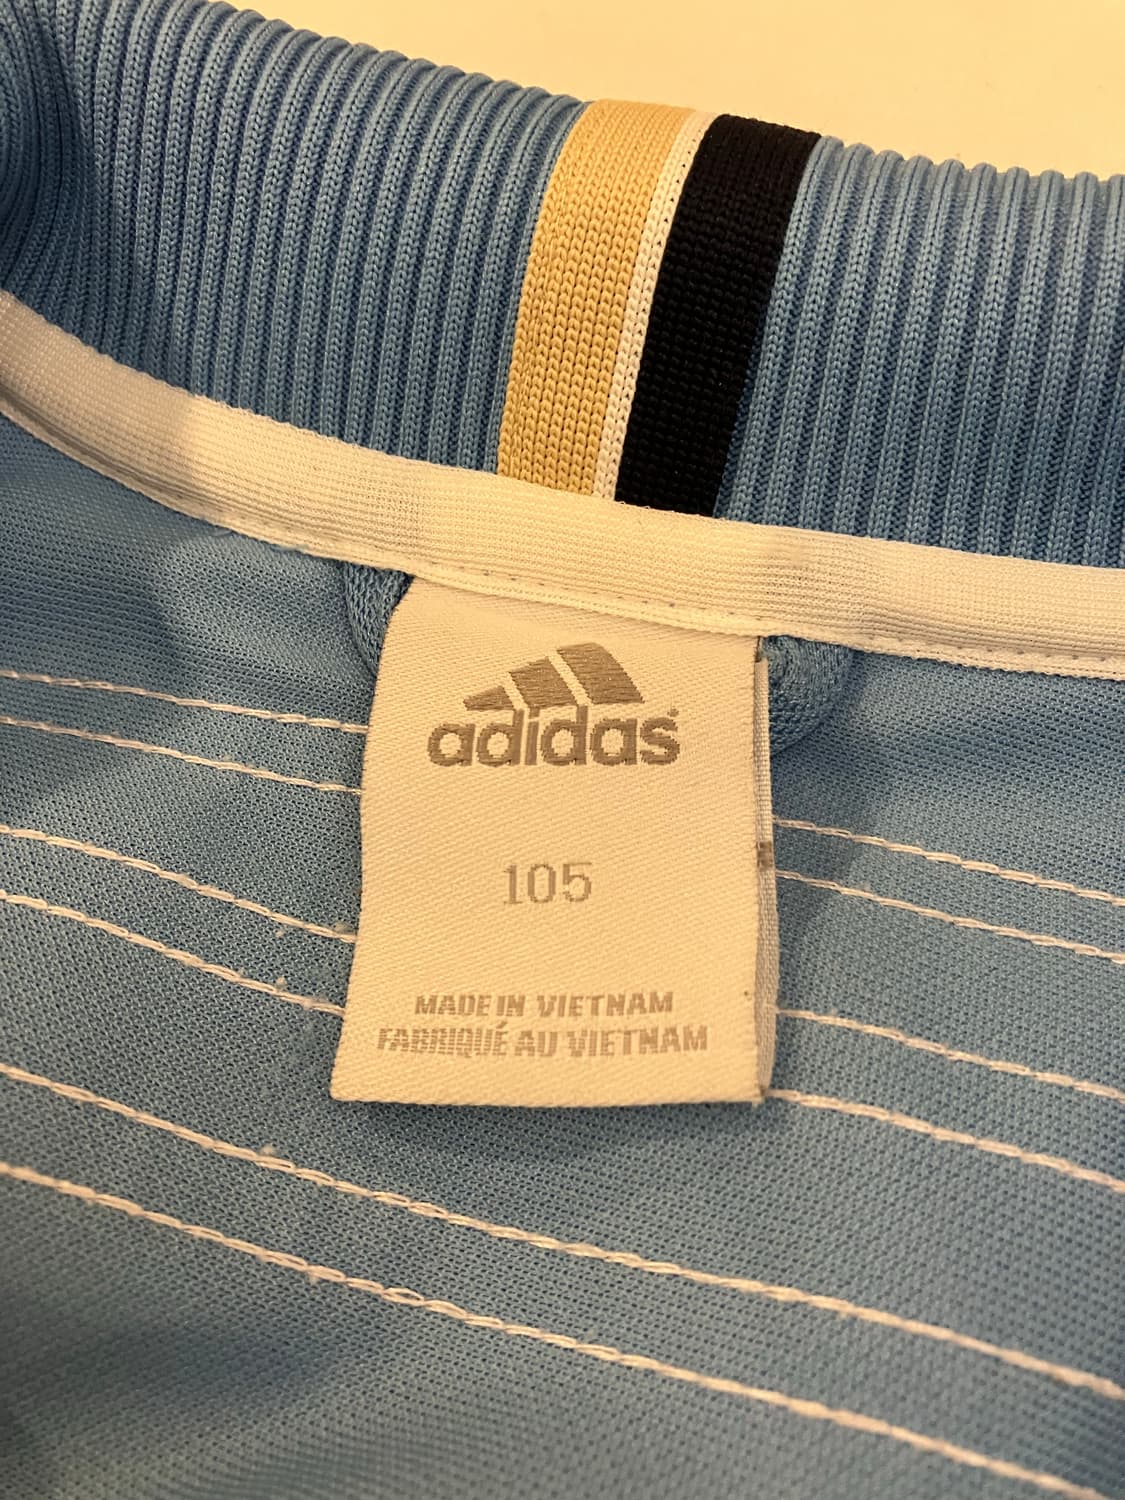 adidas
105
MADE IN VIETNAM
FABRIQUÉ AU VIETNAM